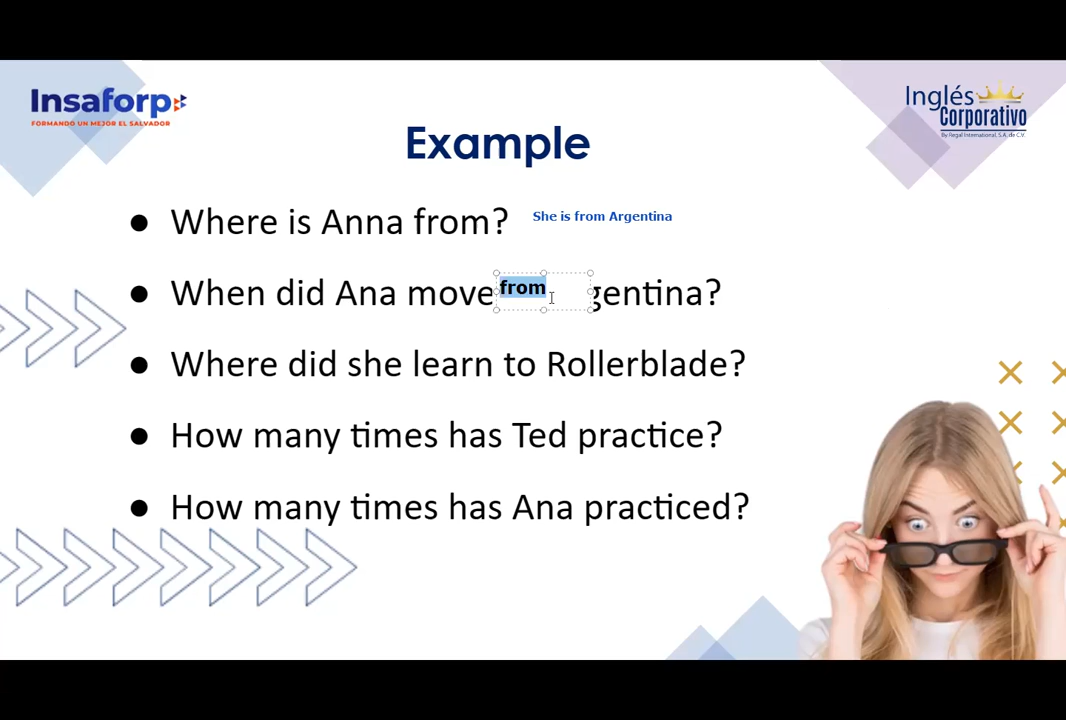 Insaforp
FORMANDO UN MEJOR EL SALVADOR
Inglés
Corporativo
By Regal International, S.A. de C.V.
Example
● Where is Anna from? She is from Argentina
● When did Ana move from gentina?
● Where did she learn to Rollerblade?
● How many times has Ted practice?
● How many times has Ana practiced?